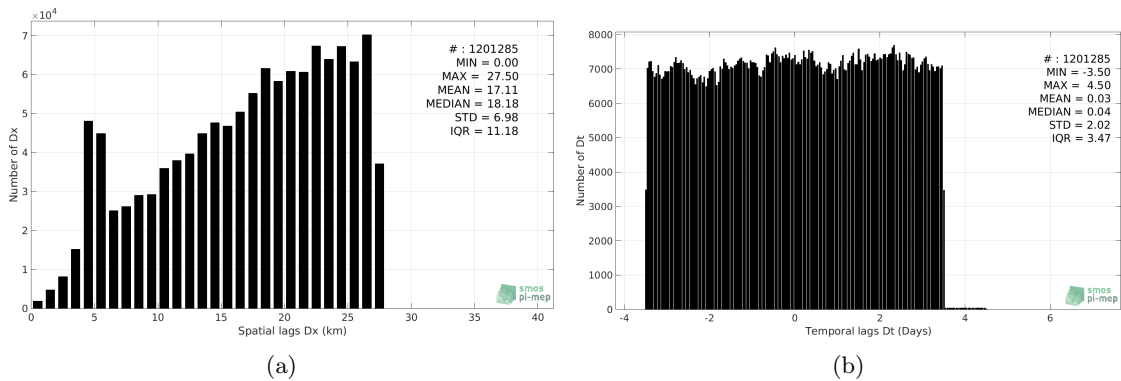 ×10⁴
7
6
5
4
3
2
1
0
Number of Dx
# : 1201285
MIN = 0.00
MAX = 27.50
MEAN = 17.11
MEDIAN = 18.18
STD = 6.98
IQR = 11.18
smos
pi-mep
0 5 10 15 20 25 30 35 40
Spatial lags Dx (km)
(a)
8000
7000
6000
5000
4000
3000
2000
1000
0
Number of Dt
# : 1201285
MIN = -3.50
MAX = 4.50
MEAN = 0.03
MEDIAN = 0.04
STD = 2.02
IQR = 3.47
smos
pi-mep
-4 -2 0 2 4 6
Temporal lags Dt (Days)
(b)